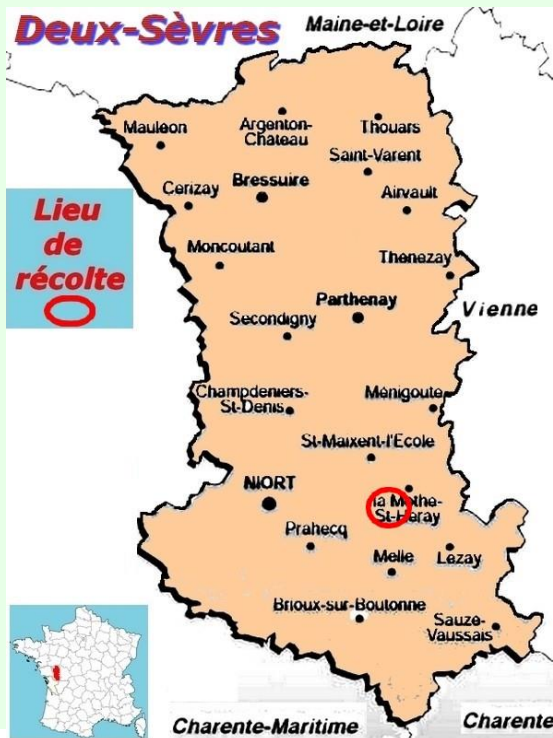 Deux-Sèvres
Maine-et-Loire
Mauleon
Argenton-
Château
Thouars
Saint-Varent
Cerizay
Bressuire
Airvault
Lieu
de
récolte
Moncoutant
Thenezay
Parthenay
Vienne
Secondigny
Champdeniers-
St-Denis
Ménigoute
St-Maixent-l'Ecole
NIORT
la Mothe-
St-Heray
Prahecq
Melle
Lezay
Brioux-sur-Boutonne
Sauze-
Vaussais
Charente-Maritime
Charente